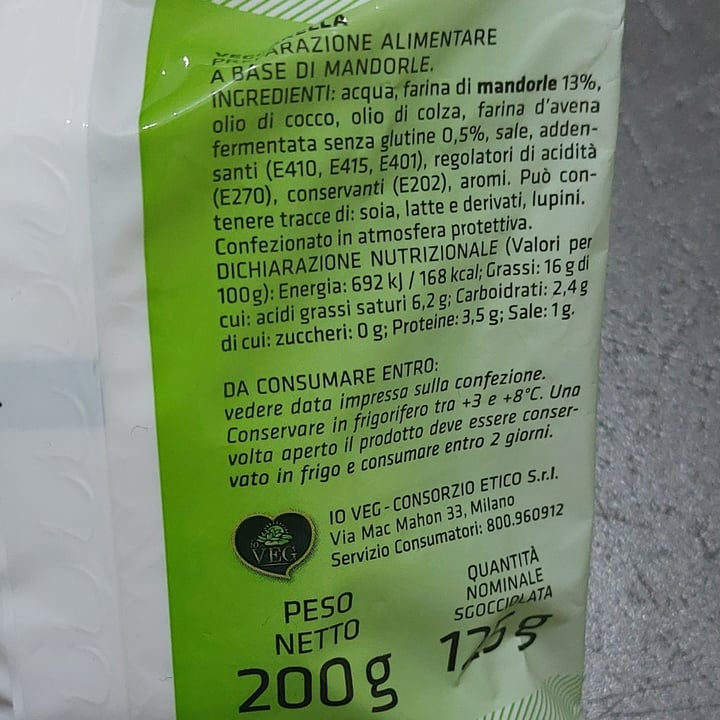 ARAZIONE ALIMENTARE
A BASE DI MANDORLE.
INGREDIENTI: acqua, farina di mandorle 13%,
olio di cocco, olio di colza, farina d'avena
fermentata senza glutine 0,5%, sale, adden-
santi (E410, E415, E401), regolatori di acidità
(E270), conservanti (E202), aromi. Può con-
tenere tracce di: soia, latte e derivati, lupini.
Confezionato in atmosfera protettiva.
DICHIARAZIONE NUTRIZIONALE (Valori per
100g): Energia: 692 kJ / 168 kcal; Grassi: 16 g di
cui: acidi grassi saturi 6,2 g; Carboidrati: 2,4 g
di cui: zuccheri: 0 g; Proteine: 3,5 g; Sale: 1 g.
DA CONSUMARE ENTRO:
vedere data impressa sulla confezione.
Conservare in frigorifero tra +3 e +8°C. Una
volta aperto il prodotto deve essere conser-
vato in frigo e consumare entro 2 giorni.
IO VEG - CONSORZIO ETICO S.r.l.
Via Mac Mahon 33, Milano
Servizio Consumatori: 800.960912
io
VEG
PESO
NETTO
200 g
QUANTITÀ
NOMINALE
SGOCCIOLATA
125 g